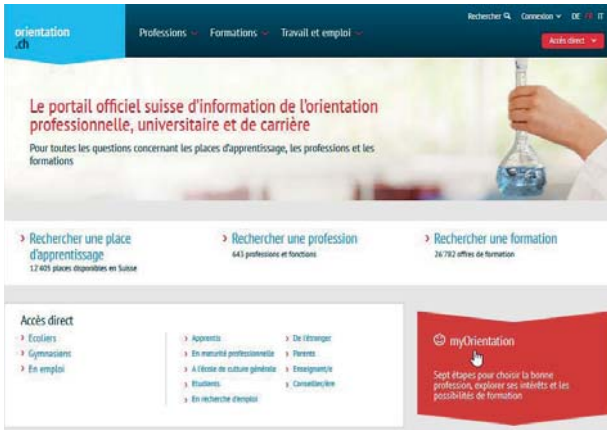 Rechercher Connexion DE FR IT
orientation
.ch
Professions Formations Travail et emploi
Accès direct
Le portail officiel suisse d'information de l'orientation
professionnelle, universitaire et de carrière
Pour toutes les questions concernant les places d'apprentissage, les professions et les
formations
Rechercher une place
d'apprentissage
12'405 places disponibles en Suisse
Rechercher une profession
643 professions et fonctions
Rechercher une formation
26'782 offres de formation
Accès direct
Ecoliers
Gymnasiens
En emploi
Apprentis
En maturité professionnelle
A l'école de culture générale
Etudiants
En recherche d'emploi
De l'étranger
Parents
Enseignant/e
Conseiller/ère
myOrientation
Sept étapes pour choisir la bonne
profession, explorer ses intérêts et les
possibilités de formation